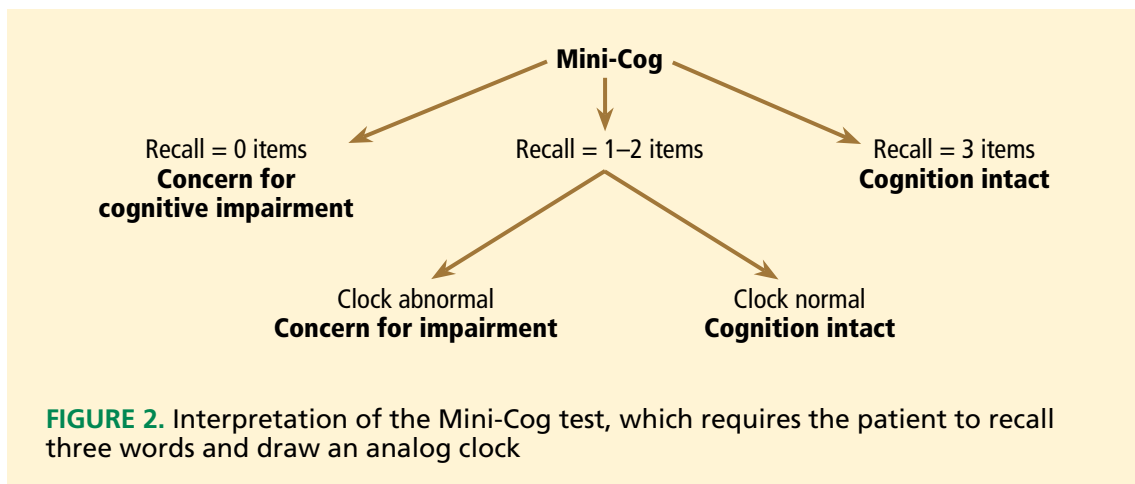 Mini-Cog
Recall = 0 items
Concern for
cognitive impairment
Recall = 1–2 items
Recall = 3 items
Cognition intact
Clock abnormal
Concern for impairment
Clock normal
Cognition intact
FIGURE 2. Interpretation of the Mini-Cog test, which requires the patient to recall
three words and draw an analog clock